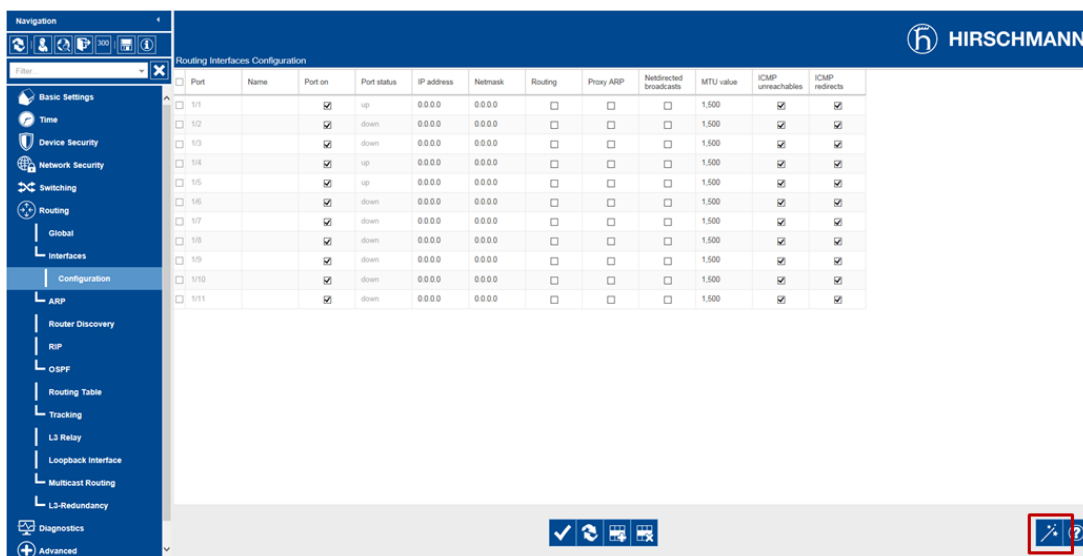 Navigation
300
HIRSCHMANN
Routing Interfaces Configuration
Filter...
Port Name Port on Port status IP address Netmask Routing Proxy ARP Netdirected broadcasts MTU value ICMP unreachables ICMP redirects
1/1 up 0.0.0.0 0.0.0.0 1,500
1/2 down 0.0.0.0 0.0.0.0 1,500
1/3 down 0.0.0.0 0.0.0.0 1,500
1/4 up 0.0.0.0 0.0.0.0 1,500
1/5 up 0.0.0.0 0.0.0.0 1,500
1/6 down 0.0.0.0 0.0.0.0 1,500
1/7 down 0.0.0.0 0.0.0.0 1,500
1/8 down 0.0.0.0 0.0.0.0 1,500
1/9 down 0.0.0.0 0.0.0.0 1,500
1/10 down 0.0.0.0 0.0.0.0 1,500
1/11 down 0.0.0.0 0.0.0.0 1,500
Basic Settings
Time
Device Security
Network Security
Switching
Routing
Global
Interfaces
Configuration
ARP
Router Discovery
RIP
OSPF
Routing Table
Tracking
L3 Relay
Loopback Interface
Multicast Routing
L3-Redundancy
Diagnostics
Advanced